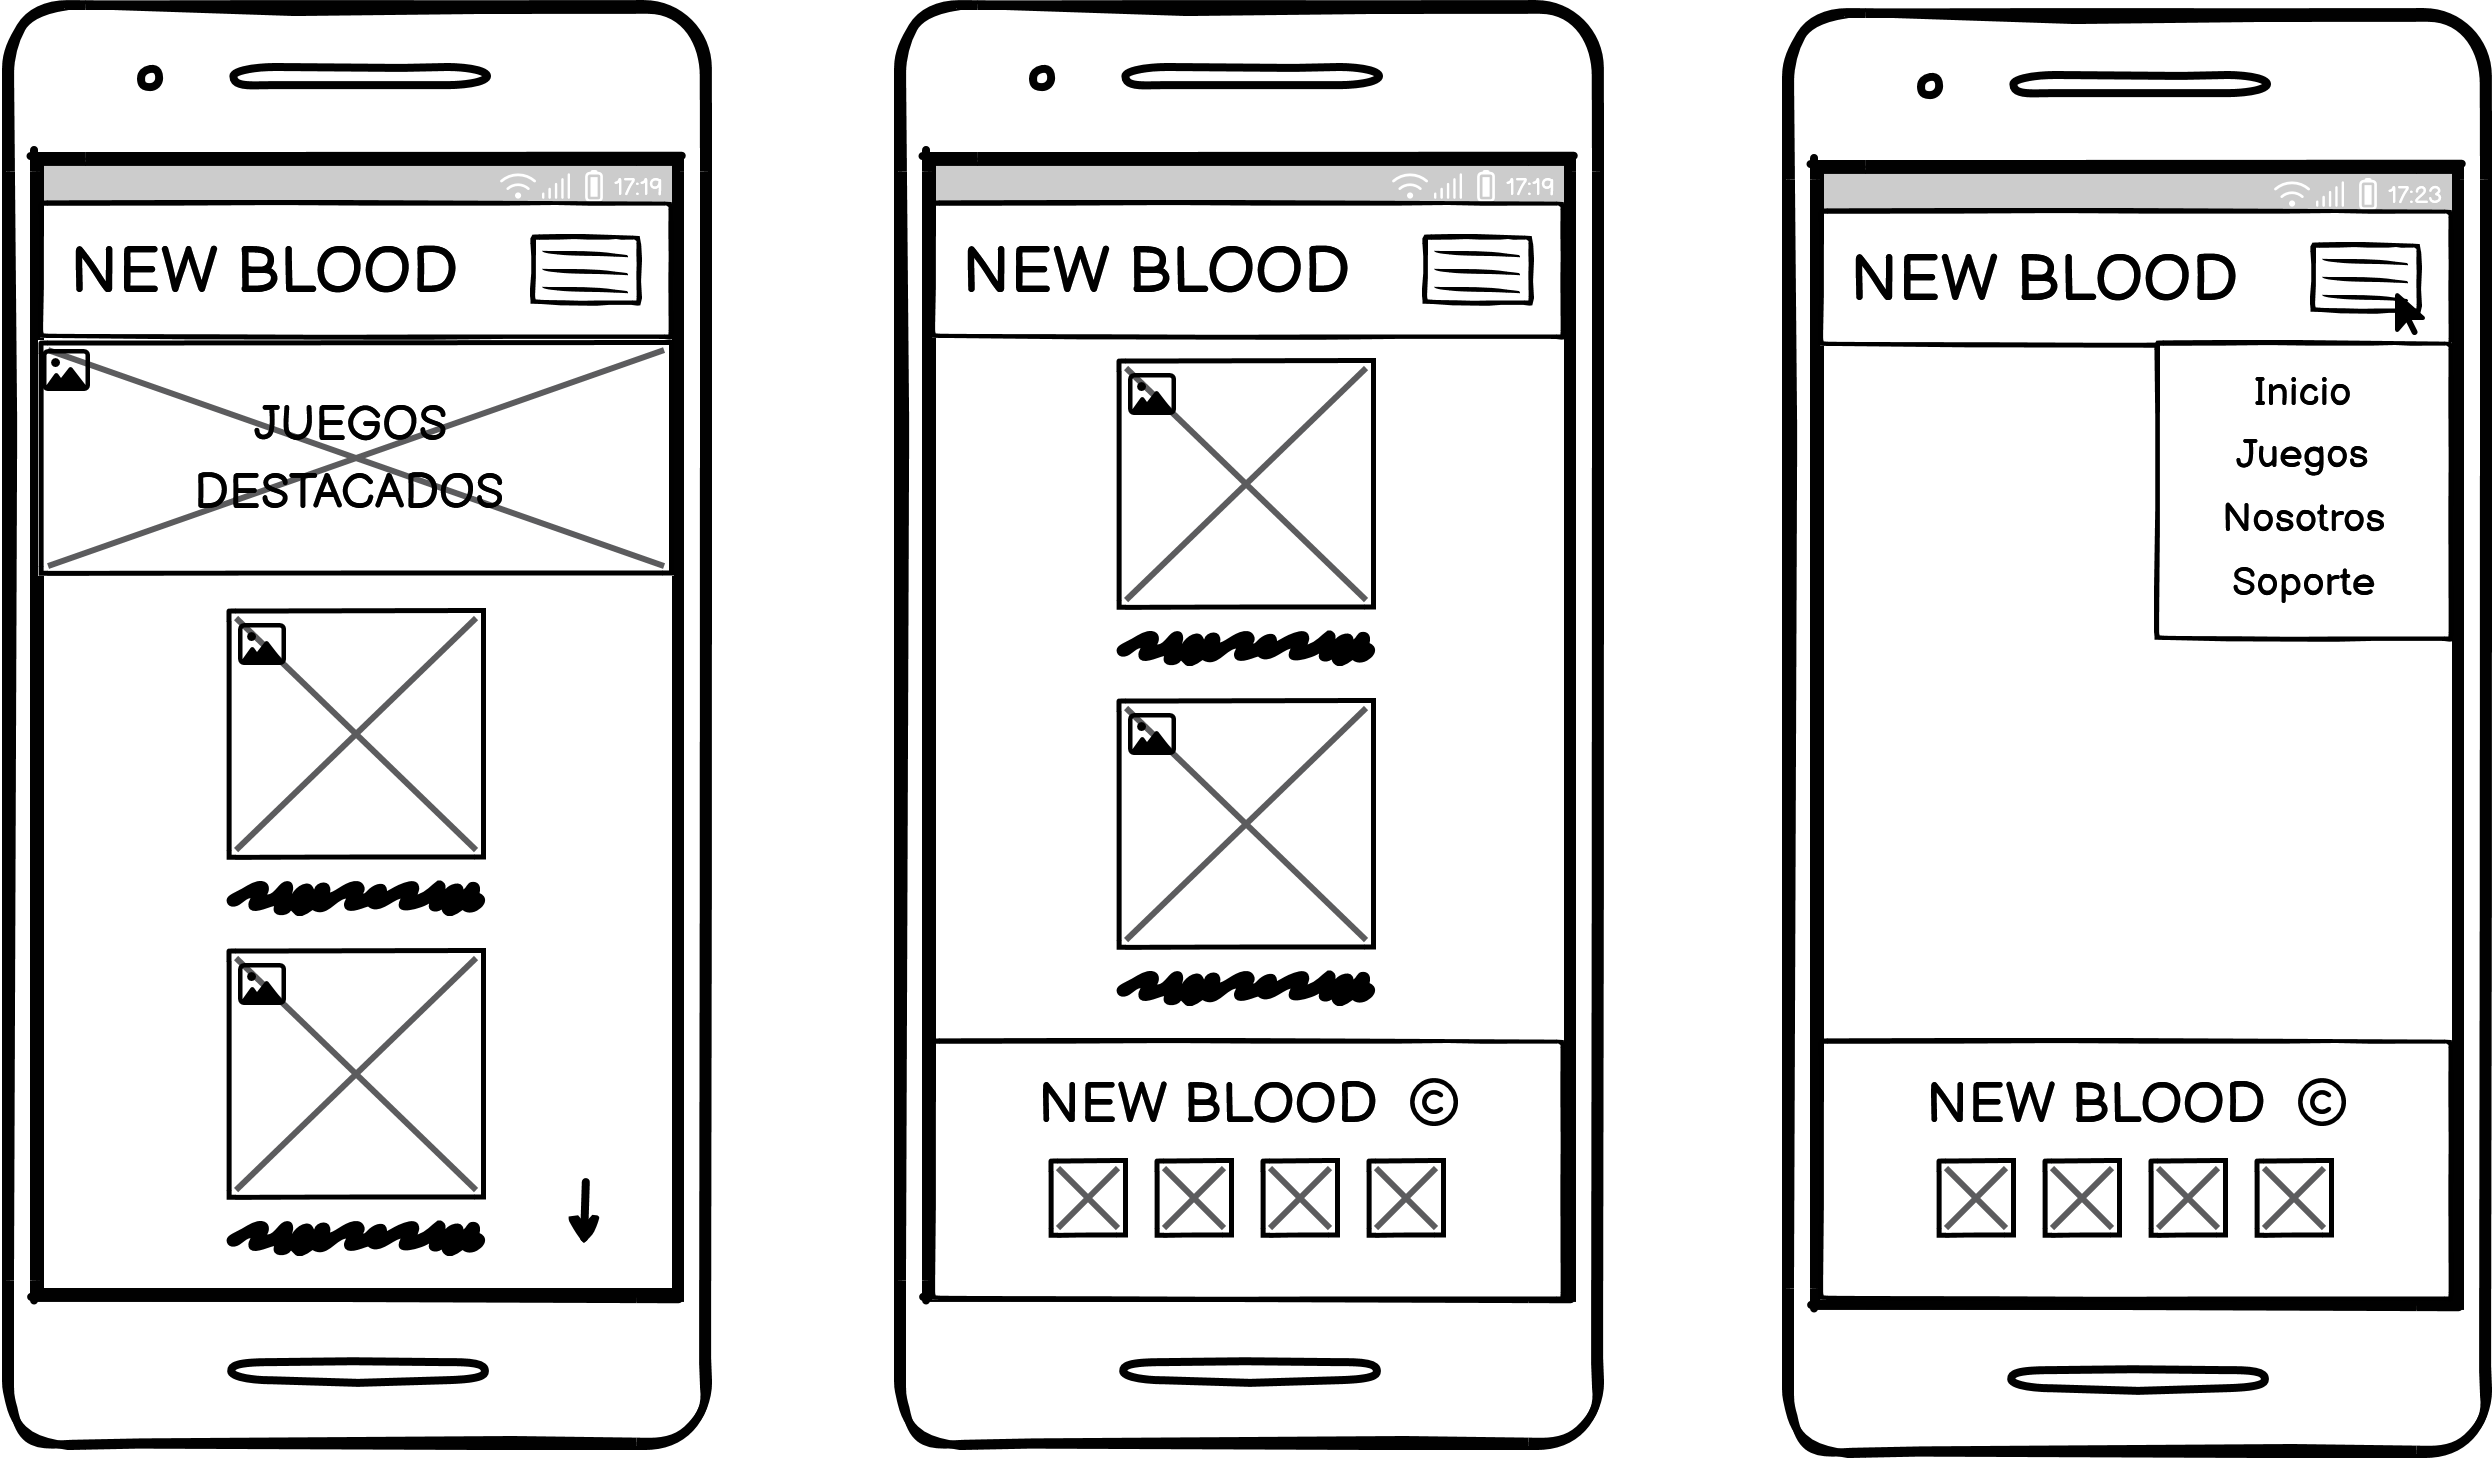 17:19
NEW BLOOD
JUEGOS
DESTACADOS
17:19
NEW BLOOD
NEW BLOOD ©
17:23
NEW BLOOD
Inicio
Juegos
Nosotros
Soporte
NEW BLOOD ©